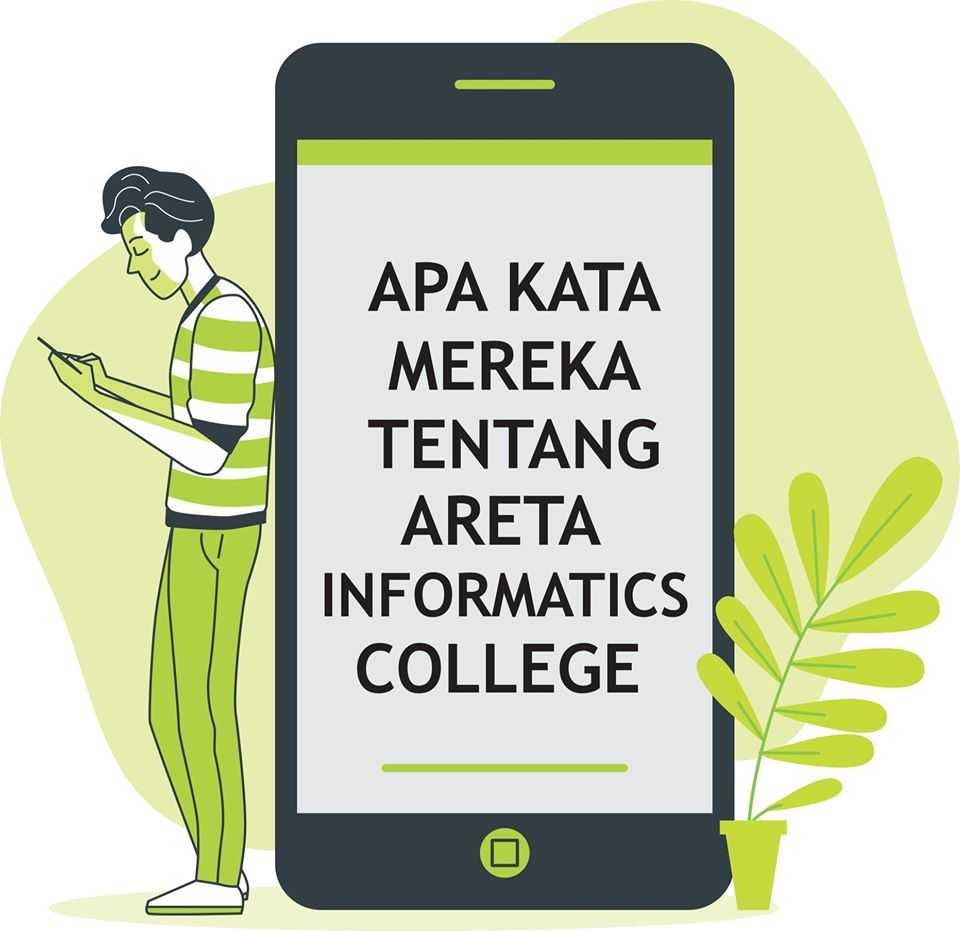 APA KATA
MEREKA
TENTANG
ARETA
INFORMATICS
COLLEGE